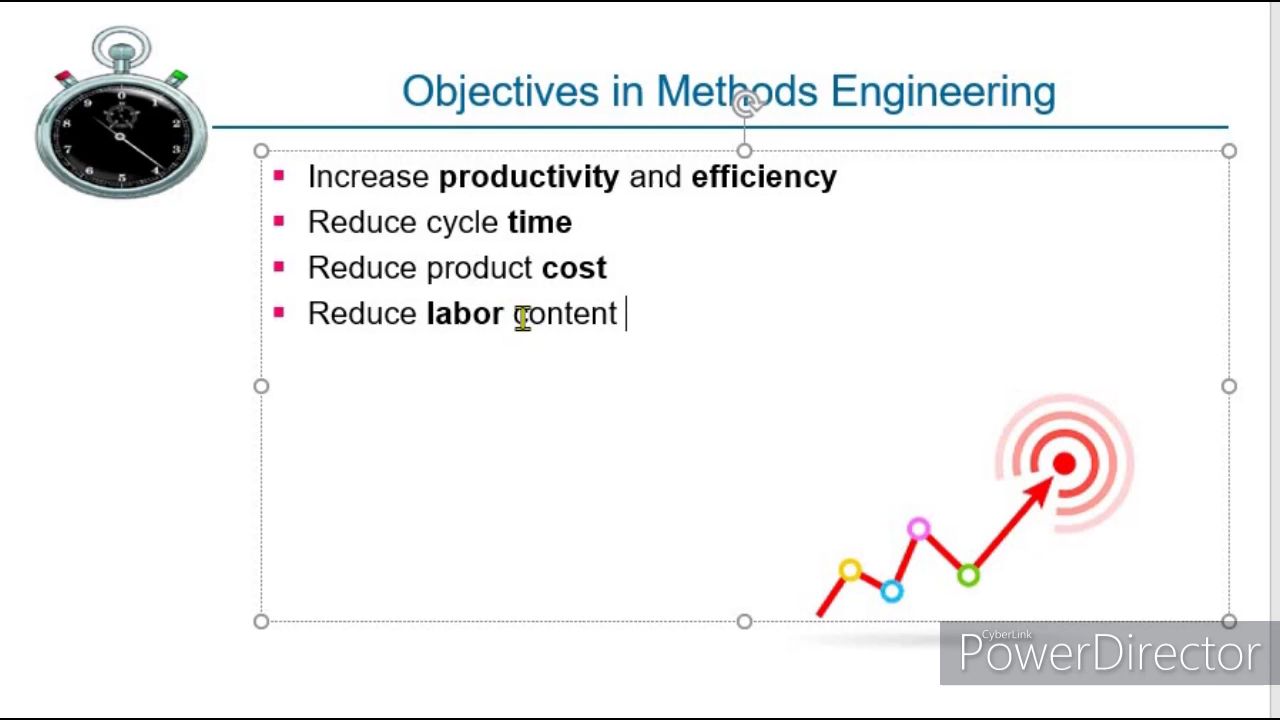 Objectives in Methods Engineering
Increase productivity and efficiency
Reduce cycle time
Reduce product cost
Reduce labor content
CyberLink
PowerDirector